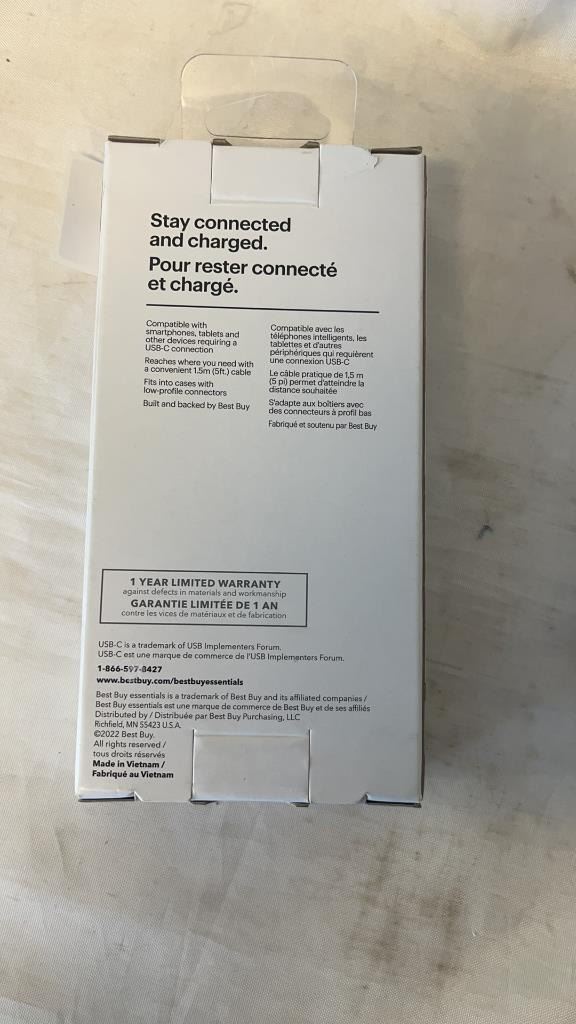 Stay connected
and charged.
Pour rester connecté
et chargé.
Compatible with
smartphones, tablets and
other devices requiring a
USB-C connection
Reaches where you need with
a convenient 1.5m (5ft.) cable
Fits into cases with
low-profile connectors
Built and backed by Best Buy
Compatible avec les
téléphones intelligents, les
tablettes et d'autres
périphériques qui requièrent
une connexion USB-C
Le câble pratique de 1,5 m
(5 pi) permet d'atteindre la
distance souhaitée
S'adapte aux boîtiers avec
des connecteurs à profil bas
Fabriqué et soutenu par Best Buy
1 YEAR LIMITED WARRANTY
against defects in materials and workmanship
GARANTIE LIMITÉE DE 1 AN
contre les vices de matériaux et de fabrication
USB-C is a trademark of USB Implementers Forum.
USB-C est une marque de commerce de l'USB Implementers Forum.
1-866-597-8427
www.bestbuy.com/bestbuyessentials
Best Buy essentials is a trademark of Best Buy and its affiliated companies /
Best Buy essentials est une marque de commerce de Best Buy et de ses affiliés
Distributed by / Distribuée par Best Buy Purchasing, LLC
Richfield, MN 55423 U.S.A.
©2022 Best Buy.
All rights reserved /
tous droits réservés
Made in Vietnam /
Fabriqué au Vietnam